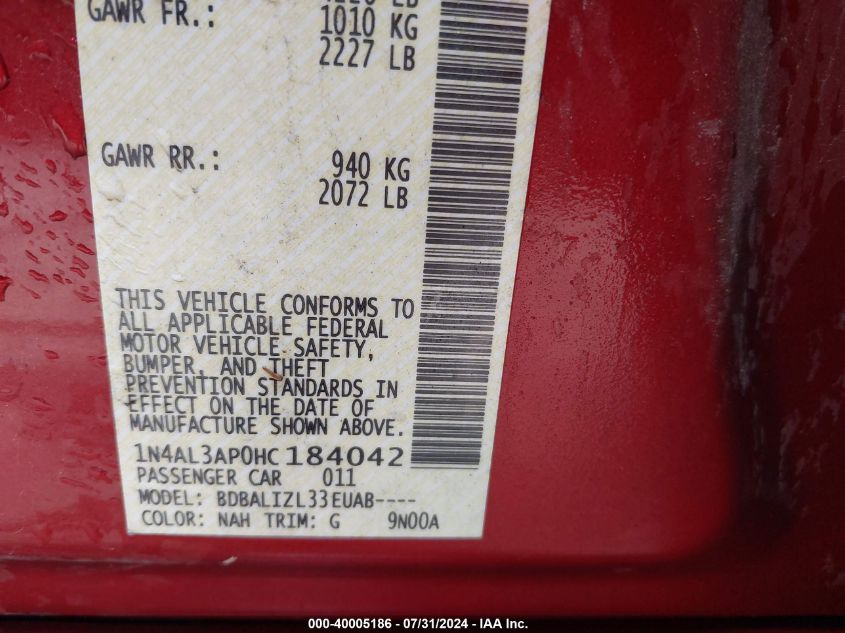 GAWR FR.: 1010 KG
2227 LB
GAWR RR.: 940 KG
2072 LB
THIS VEHICLE CONFORMS TO
ALL APPLICABLE FEDERAL
MOTOR VEHICLE SAFETY,
BUMPER, AND THEFT
PREVENTION STANDARDS IN
EFFECT ON THE DATE OF
MANUFACTURE SHOWN ABOVE.
1N4AL3AP0HC184042
PASSENGER CAR 011
MODEL: BDBALIZL33EUAB----
COLOR: NAH TRIM: G 9N00A
000-40005186 - 07/31/2024 - IAA Inc.